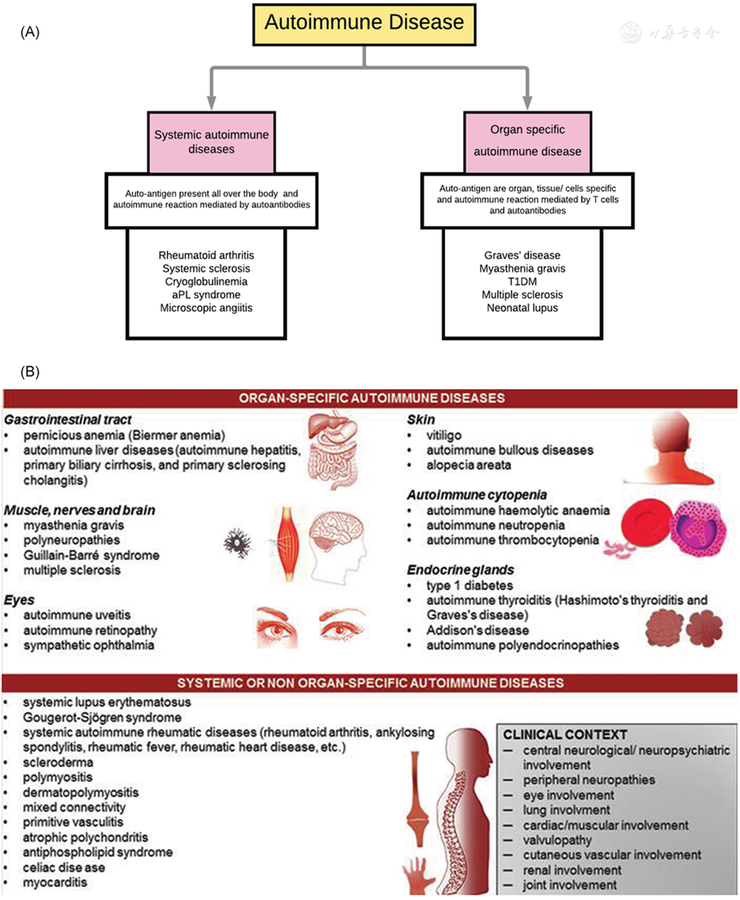 (A)
Autoimmune Disease
Systemic autoimmune
diseases
Auto-antigen present all over the body and
autoimmune reaction mediated by autoantibodies
Rheumatoid arthritis
Systemic sclerosis
Cryoglobulinemia
aPL syndrome
Microscopic angiitis
Organ specific
autoimmune disease
Auto-antigen are organ, tissue/ cells specific
and autoimmune reaction mediated by T cells
and autoantibodies
Graves' disease
Myasthenia gravis
T1DM
Multiple sclerosis
Neonatal lupus
(B)
ORGAN-SPECIFIC AUTOIMMUNE DISEASES
Gastrointestinal tract
• pernicious anemia (Biermer anemia)
• autoimmune liver diseases (autoimmune hepatitis,
primary biliary cirrhosis, and primary sclerosing
cholangitis)
Muscle, nerves and brain
• myasthenia gravis
• polyneuropathies
• Guillain-Barré syndrome
• multiple sclerosis
Eyes
• autoimmune uveitis
• autoimmune retinopathy
• sympathetic ophthalmia
Skin
• vitiligo
• autoimmune bullous diseases
• alopecia areata
Autoimmune cytopenia
• autoimmune haemolytic anaemia
• autoimmune neutropenia
• autoimmune thrombocytopenia
Endocrine glands
• type 1 diabetes
• autoimmune thyroiditis (Hashimoto's thyroiditis and
Graves's disease)
• Addison's disease
• autoimmune polyendocrinopathies
SYSTEMIC OR NON ORGAN-SPECIFIC AUTOIMMUNE DISEASES
• systemic lupus erythematosus
• Gougerot-Sjögren syndrome
• systemic autoimmune rheumatic diseases (rheumatoid arthritis, ankylosing
spondylitis, rheumatic fever, rheumatic heart disease, etc.)
• scleroderma
• polymyositis
• dermatopolymyositis
• mixed connectivity
• primitive vasculitis
• atrophic polychondritis
• antiphospholipid syndrome
• celiac dise ase
• myocarditis
CLINICAL CONTEXT
– central neurological/ neuropsychiatric
involvement
– peripheral neuropathies
– eye involvement
– lung involvment
– cardiac/muscular involvement
– valvulopathy
– cutaneous vascular involvement
– renal involvement
– joint involvement